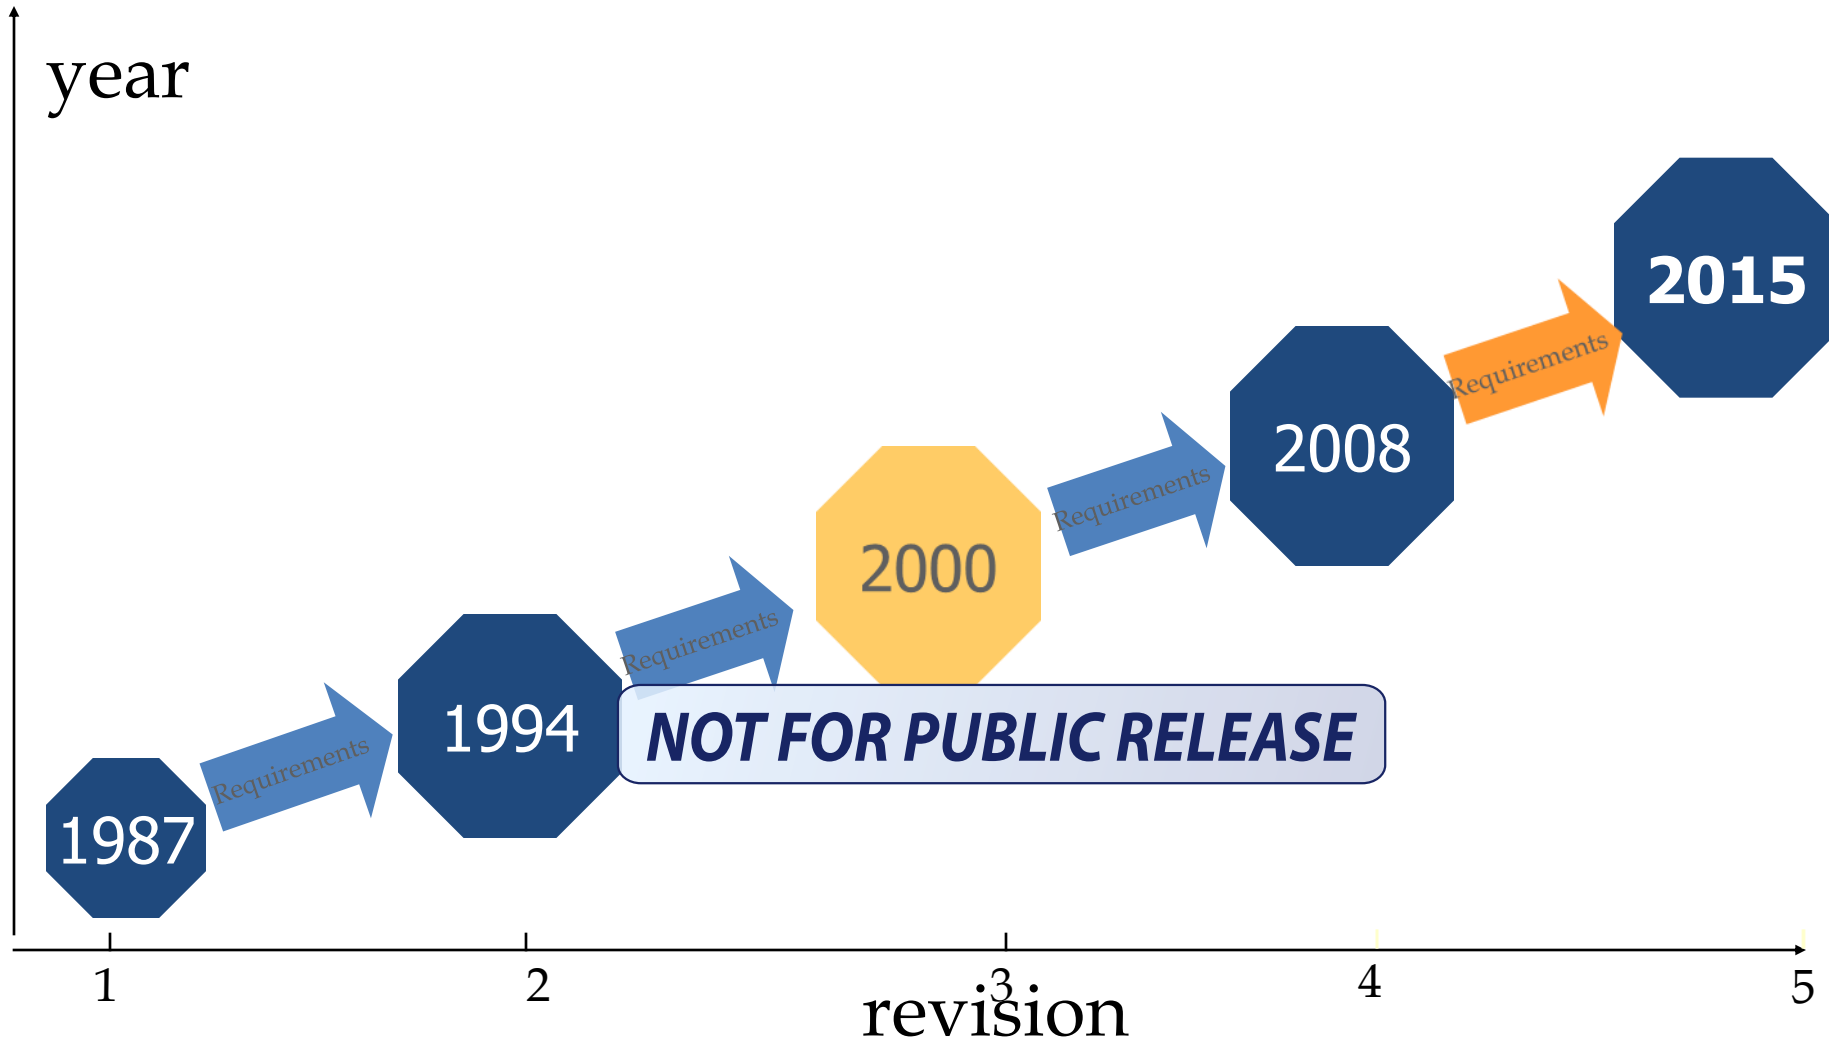 year
2015
Requirements
2008
Requirements
2000
Requirements
1994
NOT FOR PUBLIC RELEASE
Requirements
1987
1 2 3 4 5
revision